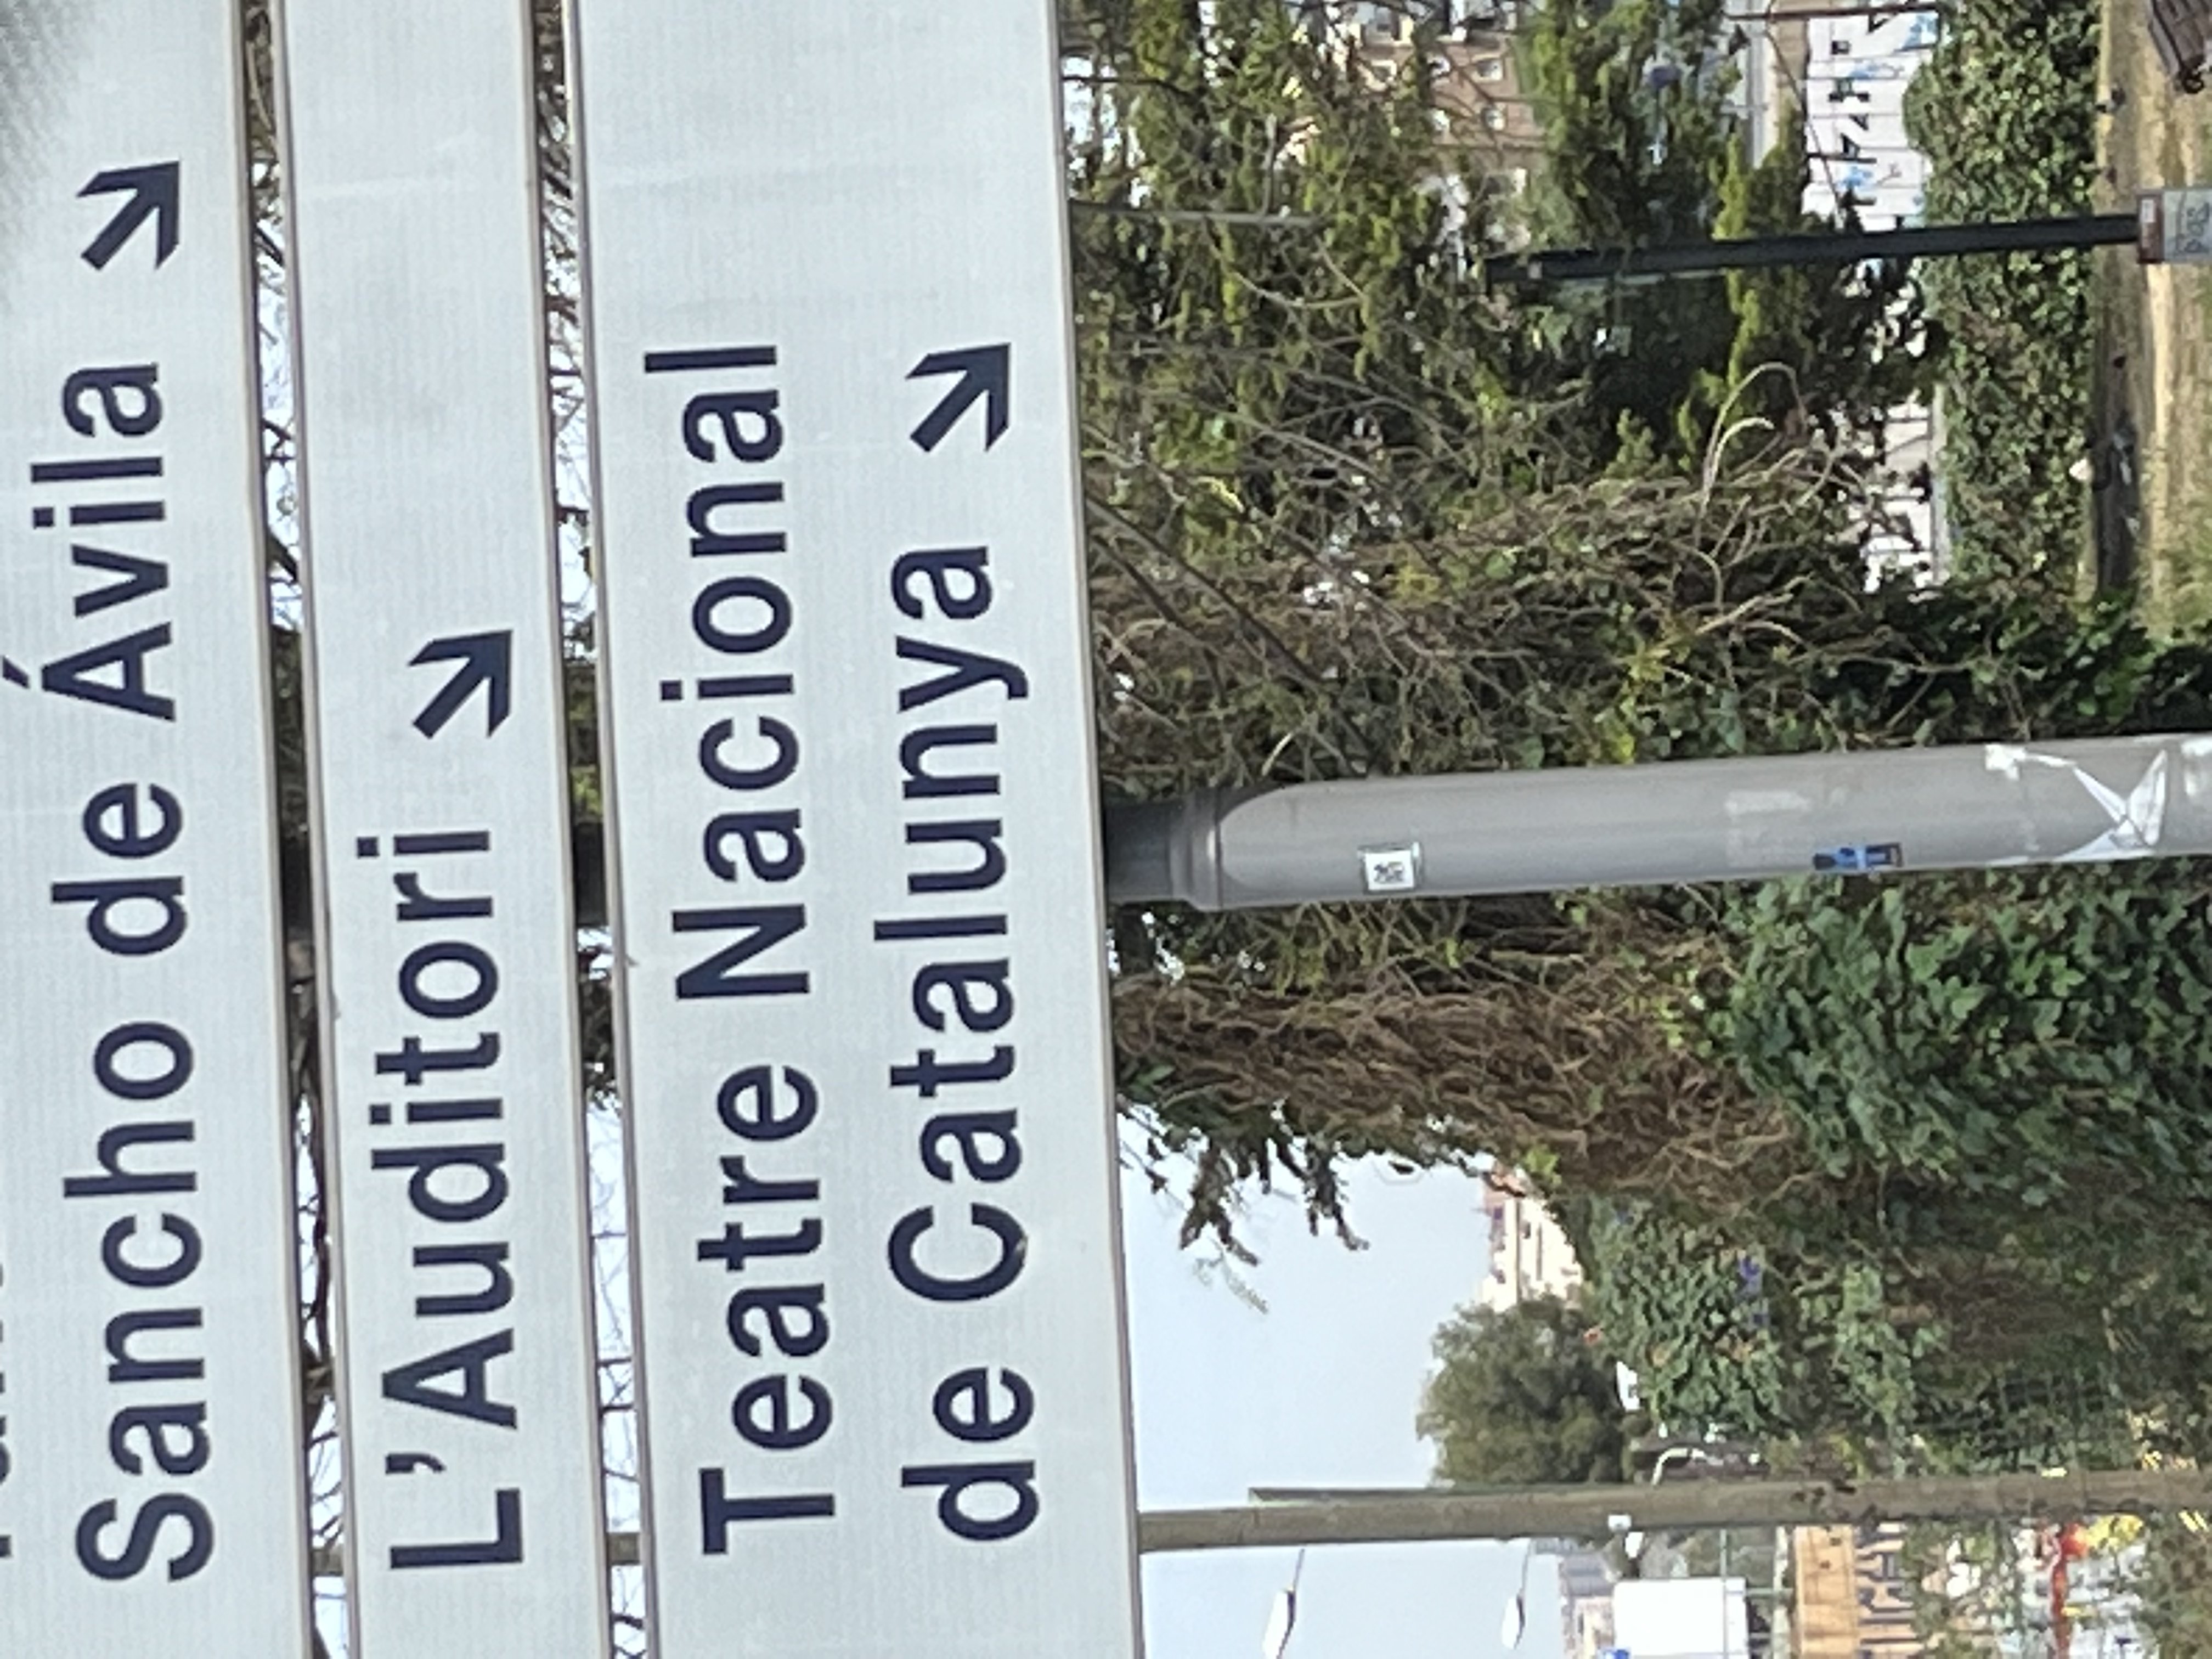 Sancho de Ávila
L'Auditori
Teatre Nacional
de Catalunya